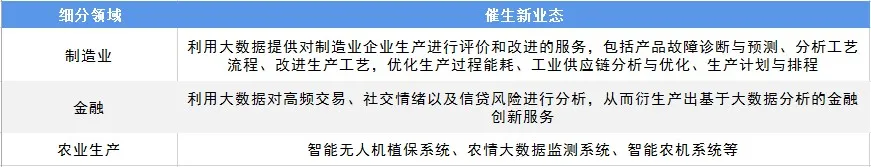 细分领域 催生新业态
制造业 利用大数据提供对制造业企业生产进行评价和改进的服务，包括产品故障诊断与预测、分析工艺
流程、改进生产工艺，优化生产过程能耗、工业供应链分析与优化、生产计划与排程
金融 利用大数据对高频交易、社交情绪以及信贷风险进行分析，从而衍生产出基于大数据分析的金融
创新服务
农业生产 智能无人机植保系统、农情大数据监测系统、智能农机系统等